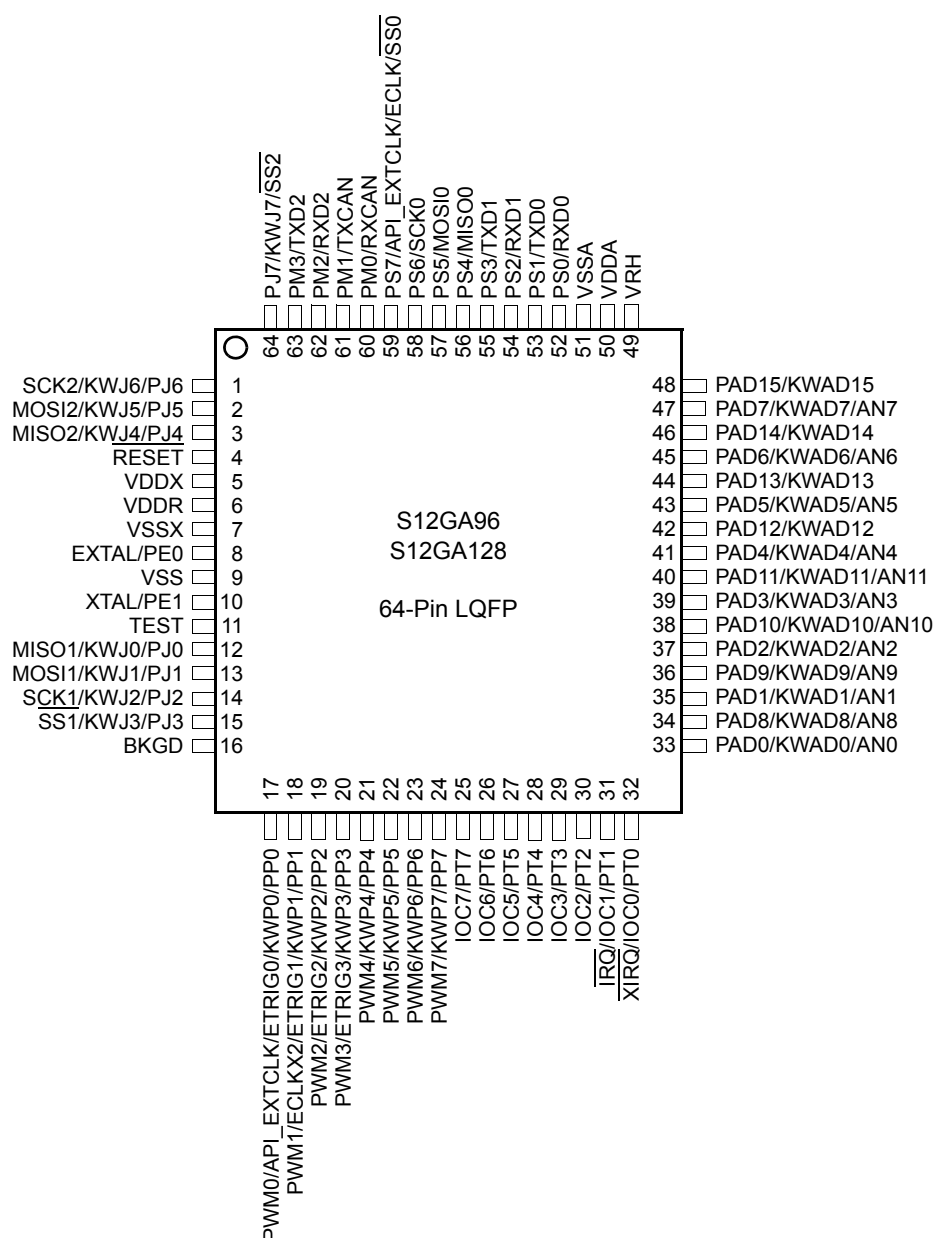 PJ7/KWJ7/SS2
PM3/TXD2
PM2/RXD2
PM1/TXCAN
PM0/RXCAN
PS7/API_EXTCLK/ECLK/SS0
PS6/SCK0
PS5/MOSI0
PS4/MISO0
PS3/TXD1
PS2/RXD1
PS1/TXD0
PS0/RXD0
VSSA
VDDA
VRH
64
63
62
61
60
59
58
57
56
55
54
53
52
51
50
49
SCK2/KWJ6/PJ6 1
MOSI2/KWJ5/PJ5 2
MISO2/KWJ4/PJ4 3
RESET 4
VDDX 5
VDDR 6
VSSX 7
EXTAL/PE0 8
VSS 9
XTAL/PE1 10
TEST 11
MISO1/KWJ0/PJ0 12
MOSI1/KWJ1/PJ1 13
SCK1/KWJ2/PJ2 14
SS1/KWJ3/PJ3 15
BKGD 16
S12GA96
S12GA128
64-Pin LQFP
48 PAD15/KWAD15
47 PAD7/KWAD7/AN7
46 PAD14/KWAD14
45 PAD6/KWAD6/AN6
44 PAD13/KWAD13
43 PAD5/KWAD5/AN5
42 PAD12/KWAD12
41 PAD4/KWAD4/AN4
40 PAD11/KWAD11/AN11
39 PAD3/KWAD3/AN3
38 PAD10/KWAD10/AN10
37 PAD2/KWAD2/AN2
36 PAD9/KWAD9/AN9
35 PAD1/KWAD1/AN1
34 PAD8/KWAD8/AN8
33 PAD0/KWAD0/AN0
17
18
19
20
21
22
23
24
25
26
27
28
29
30
31
32
PWM0/API_EXTCLK/ETRIG0/KWP0/PP0
PWM1/ECLKX2/ETRIG1/KWP1/PP1
PWM2/ETRIG2/KWP2/PP2
PWM3/ETRIG3/KWP3/PP3
PWM4/KWP4/PP4
PWM5/KWP5/PP5
PWM6/KWP6/PP6
PWM7/KWP7/PP7
IOC7/PT7
IOC6/PT6
IOC5/PT5
IOC4/PT4
IOC3/PT3
IOC2/PT2
IRQ/IOC1/PT1
XIRQ/IOC0/PT0